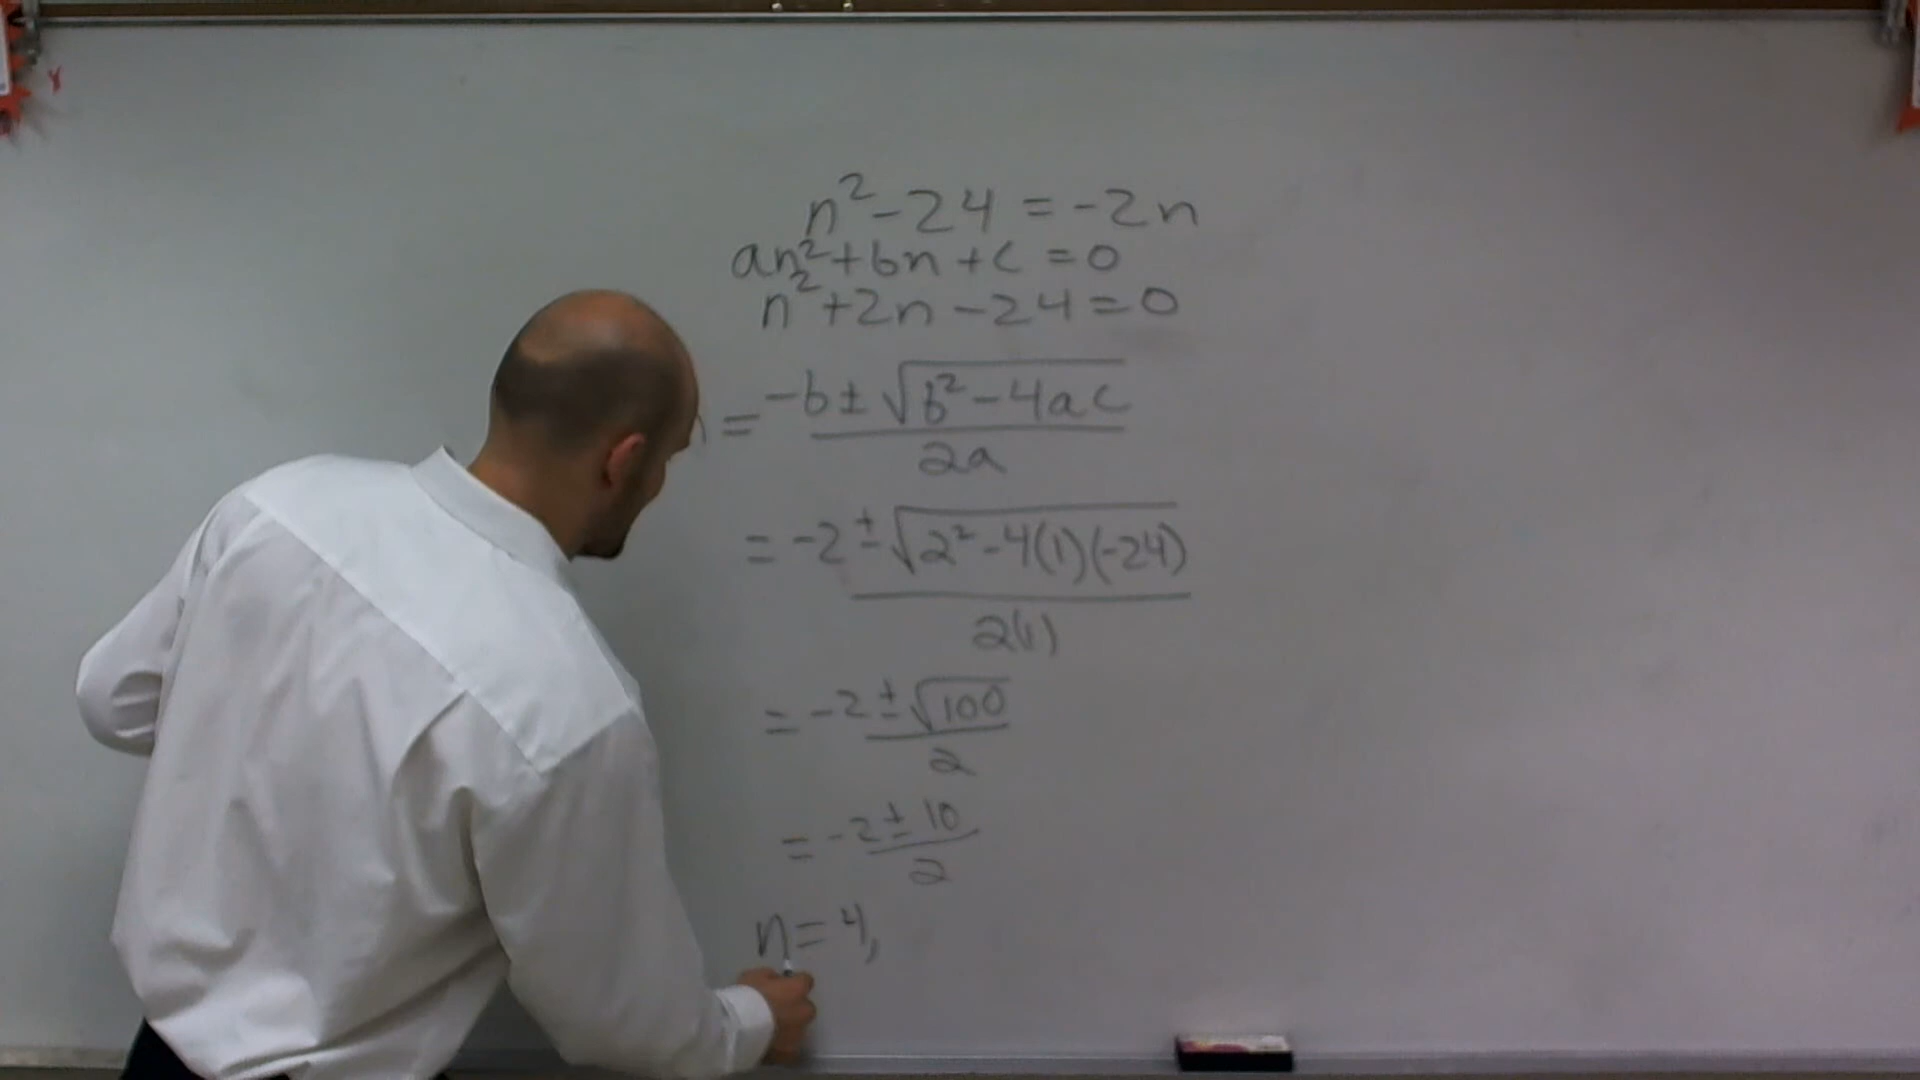 n² - 24 = -2n
an² + bn + c = 0
n² + 2n - 24 = 0
= -b ± √b² - 4ac
2a
= -2 ± √2² - 4(1)(-24)
2(1)
= -2 ± √100
2
= -2 ± 10
2
n = 4,